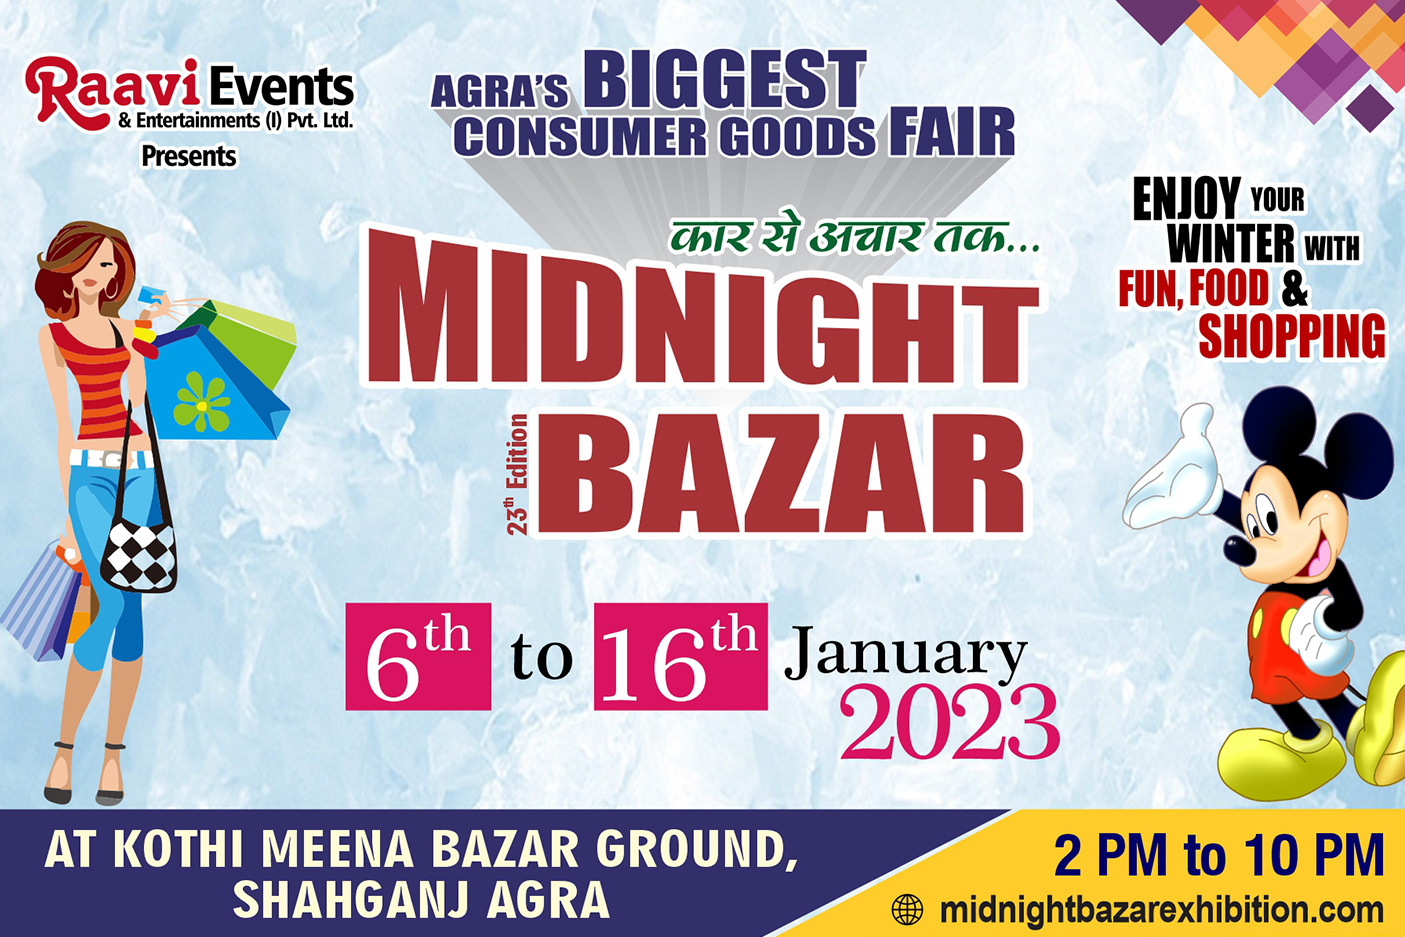 Raavi Events
& Entertainments (I) Pvt. Ltd.
Presents
AGRA'S BIGGEST
CONSUMER GOODS FAIR
कार से अचार तक...
MIDNIGHT
BAZAR
23th Edition
ENJOY YOUR
WINTER WITH
FUN, FOOD &
SHOPPING
6th to 16th January
2023
AT KOTHI MEENA BAZAR GROUND,
SHAHGANJ AGRA
2 PM to 10 PM
midnightbazarexhibition.com